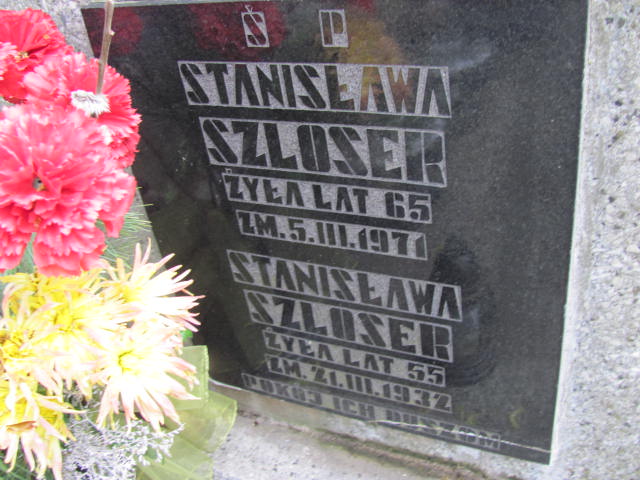 Ś P
STANISŁAWA
SZLOSER
ŻYŁA LAT 65
ZM. 5.III.1971
STANISŁAWA
SZLOSER
ŻYŁA LAT 55
ZM. 21.III.1932
POKÓJ ICH DUSZOM